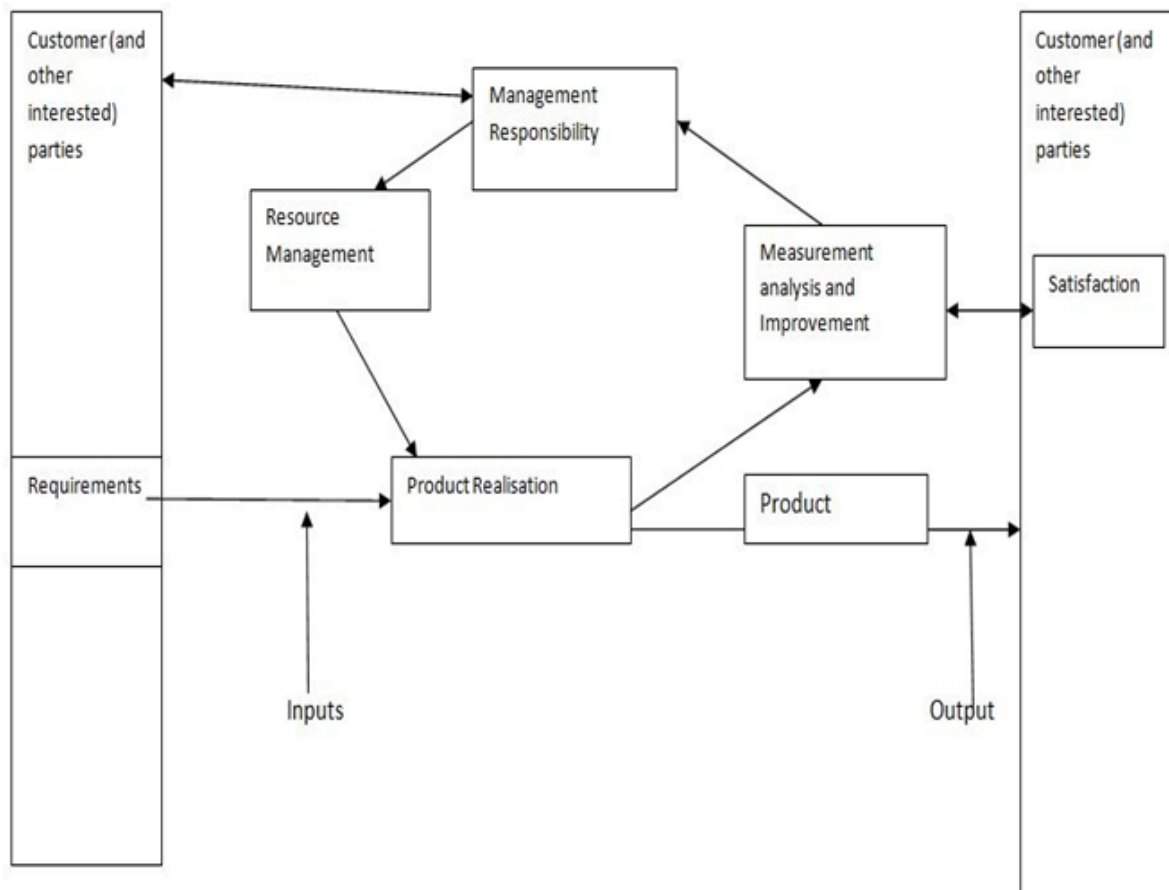 Customer (and
other
interested)
parties
Management
Responsibility
Resource
Management
Measurement
analysis and
Improvement
Customer (and
other
interested)
parties
Satisfaction
Requirements
Product Realisation
Product
Inputs
Output